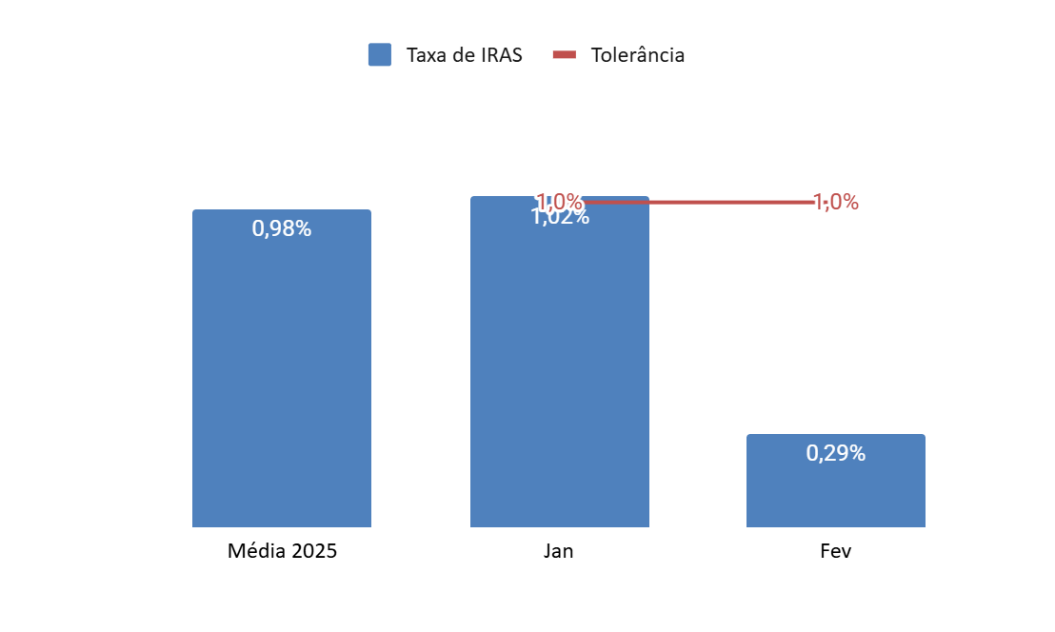 Taxa de IRAS Tolerância
1,0% 1,0%
0,98% 1,02%
0,29%
Média 2025 Jan Fev